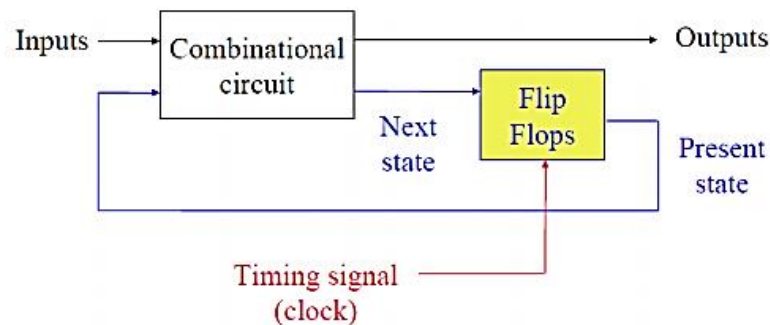 Inputs
Combinational
circuit
Outputs
Next
state
Flip
Flops
Present
state
Timing signal
(clock)